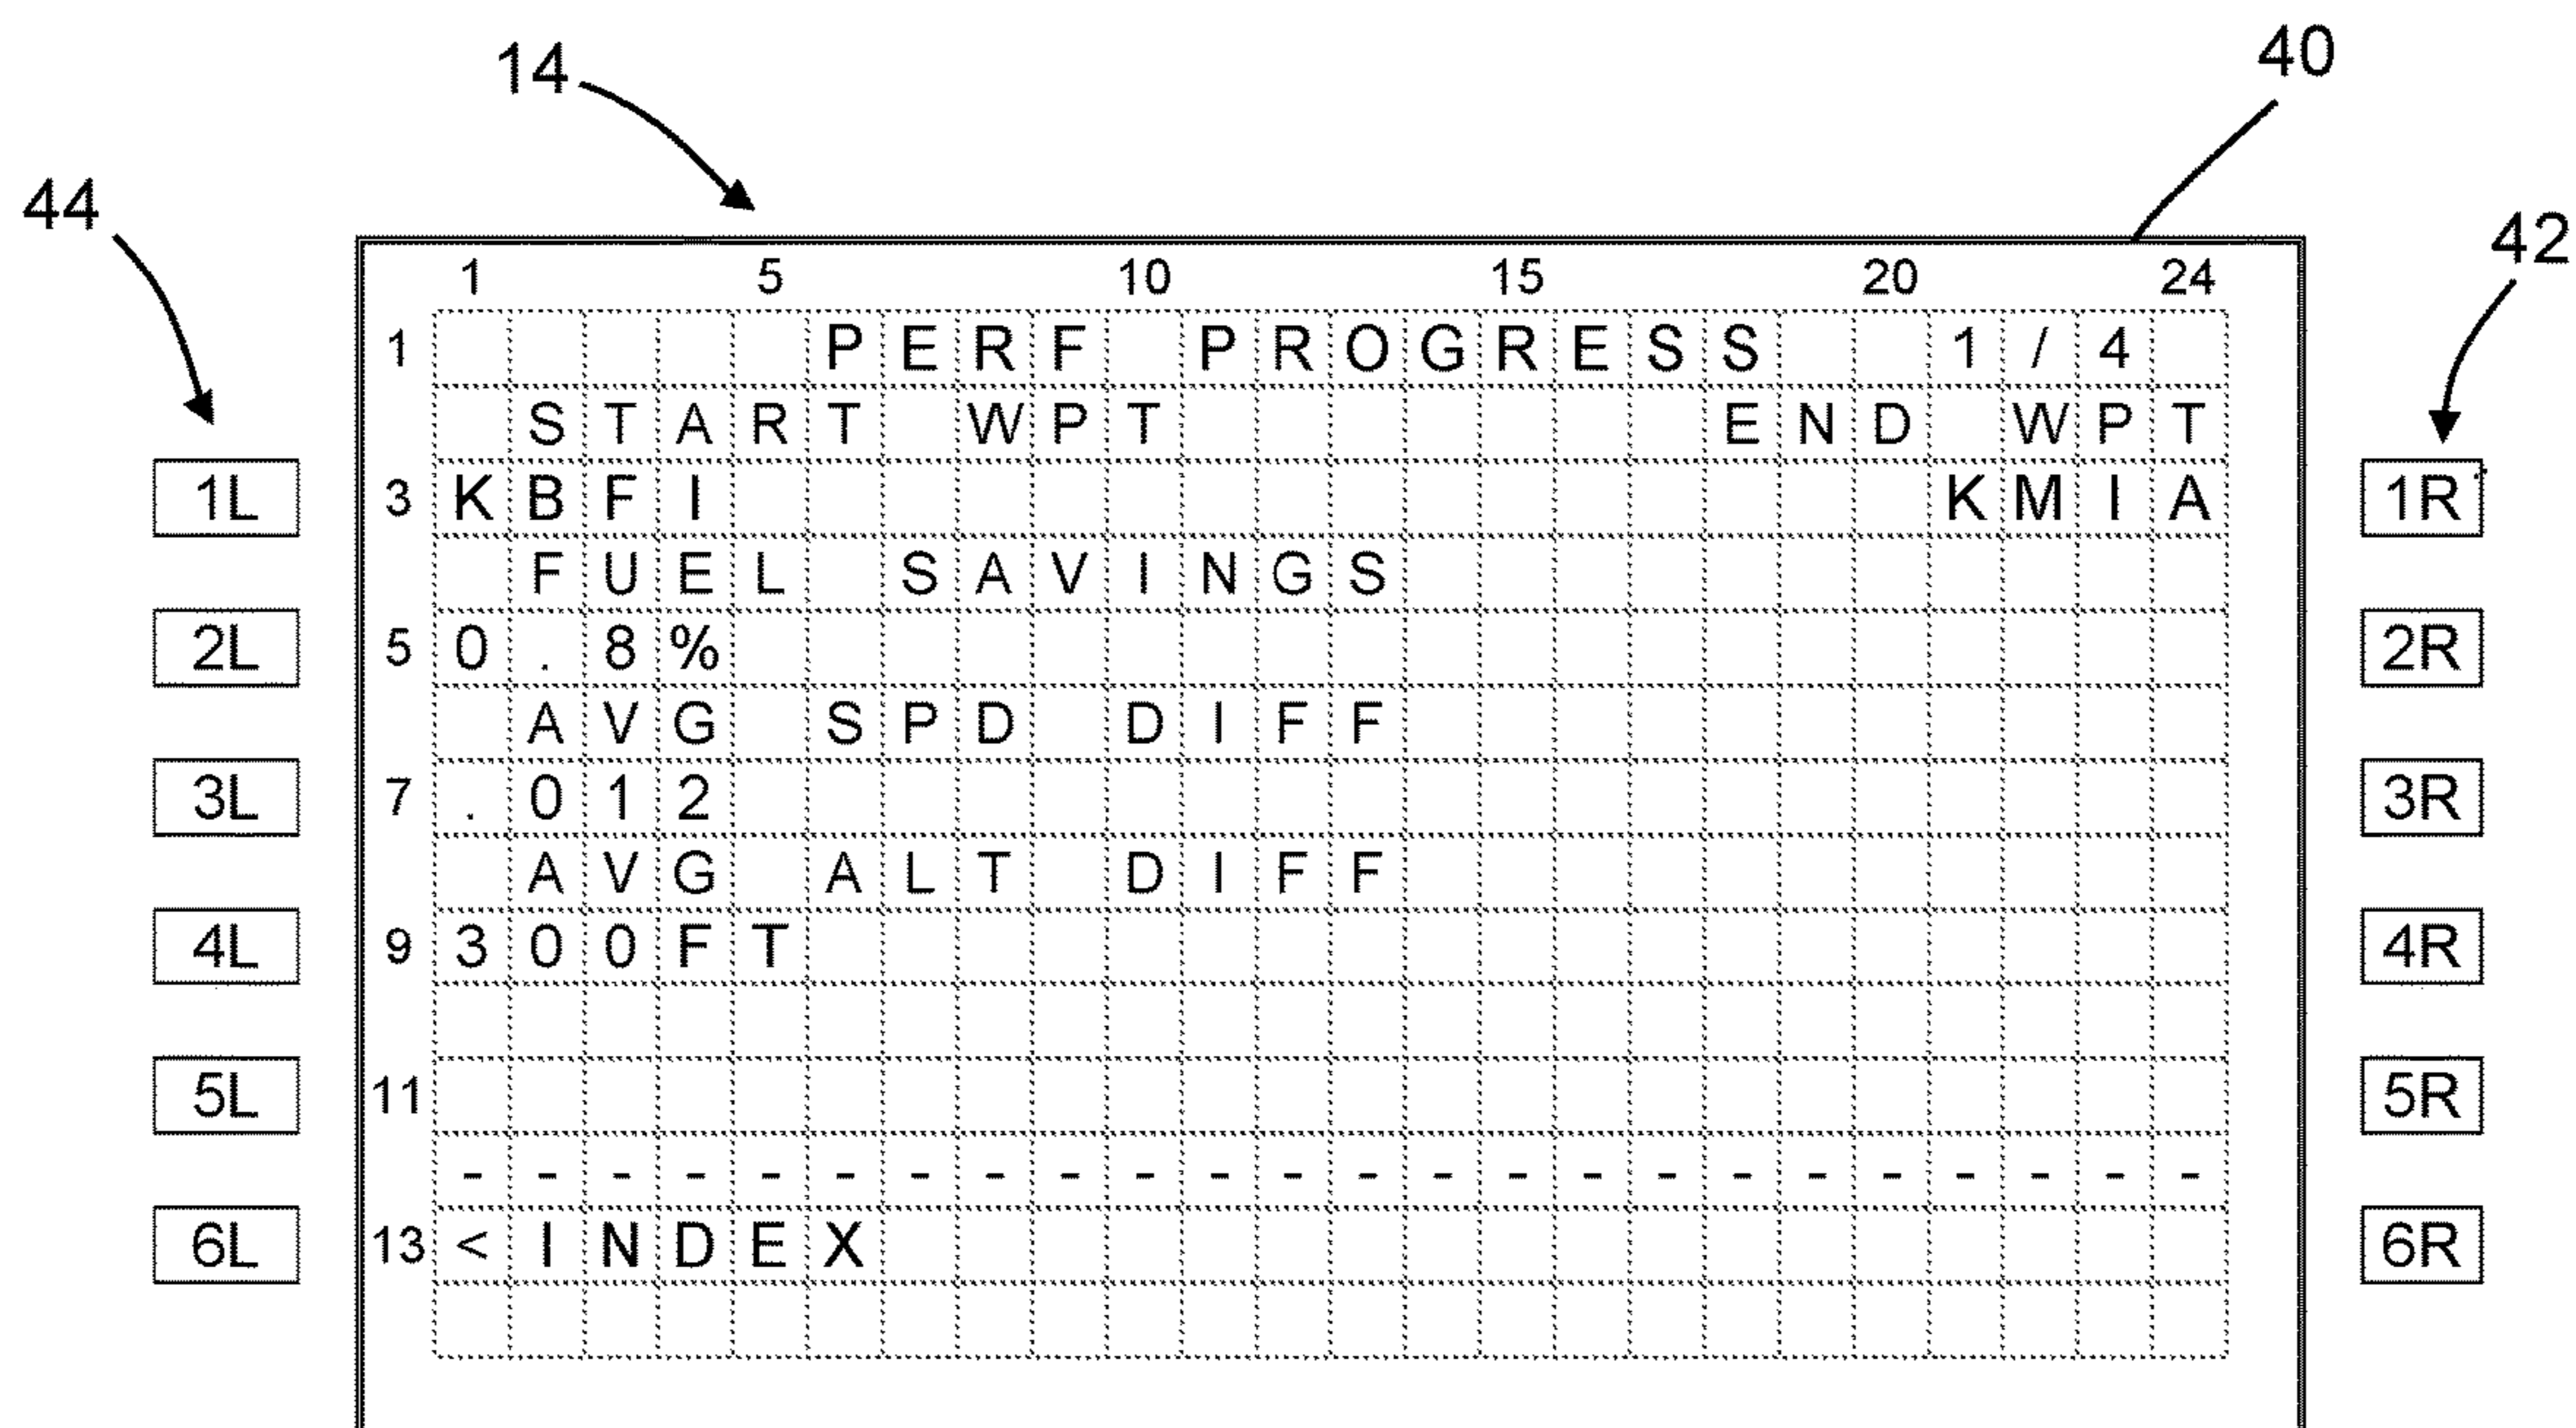 14
40
44
42
1 5 10 15 20 24
1 PERF PROGRESS 1/4
START WPT END WPT
1L 3 KBFI KMIA 1R
FUEL SAVINGS
2L 5 0.8% 2R
AVG SPD DIFF
3L 7 .012 3R
AVG ALT DIFF
4L 9 300FT 4R
5L 11 5R
------------------------
6L 13 <INDEX 6R